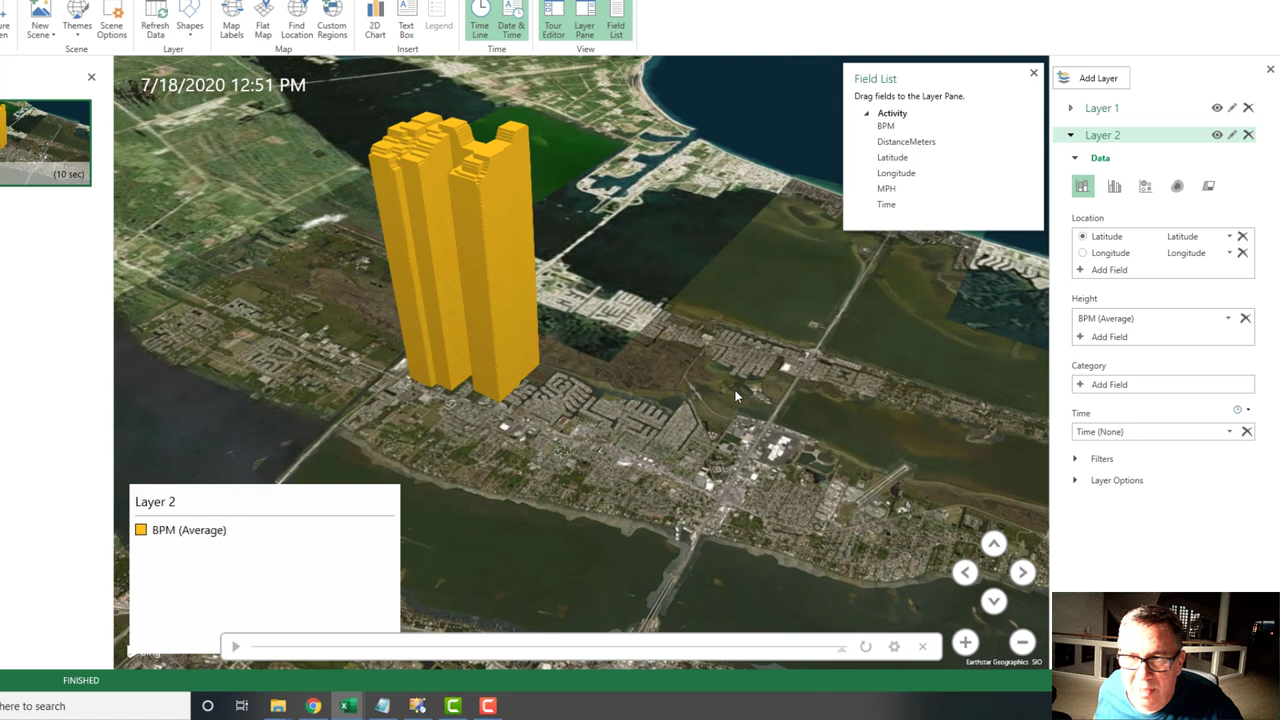 New
Scene
Themes
Scene
Options
Scene
Refresh
Data
Shapes
Layer
Map
Labels
Flat
Map
Find
Location
Custom
Regions
Map
2D
Chart
Text
Box
Legend
Insert
Time
Line
Date &
Time
Time
Tour
Editor
Layer
Pane
Field
List
View
(10 sec)
7/18/2020 12:51 PM
Field List
Drag fields to the Layer Pane.
Activity
BPM
DistanceMeters
Latitude
Longitude
MPH
Time
Add Layer
Layer 1
Layer 2
Data
Location
Latitude Latitude
Longitude Longitude
Add Field
Height
BPM (Average)
Add Field
Category
Add Field
Time
Time (None)
Filters
Layer Options
Layer 2
BPM (Average)
Earthstar Geographics SIO
FINISHED
here to search